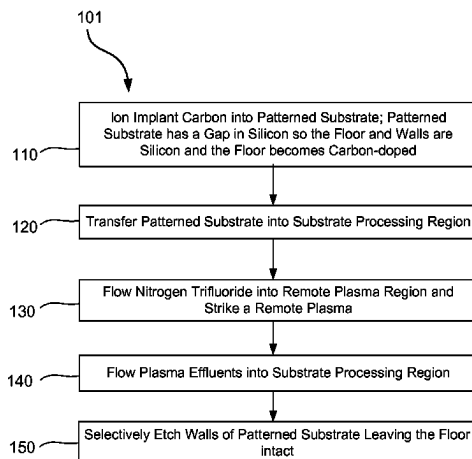 101
Ion Implant Carbon into Patterned Substrate; Patterned
Substrate has a Gap in Silicon so the Floor and Walls are
Silicon and the Floor becomes Carbon-doped
110
Transfer Patterned Substrate into Substrate Processing Region
120
Flow Nitrogen Trifluoride into Remote Plasma Region and
Strike a Remote Plasma
130
Flow Plasma Effluents into Substrate Processing Region
140
Selectively Etch Walls of Patterned Substrate Leaving the Floor
intact
150